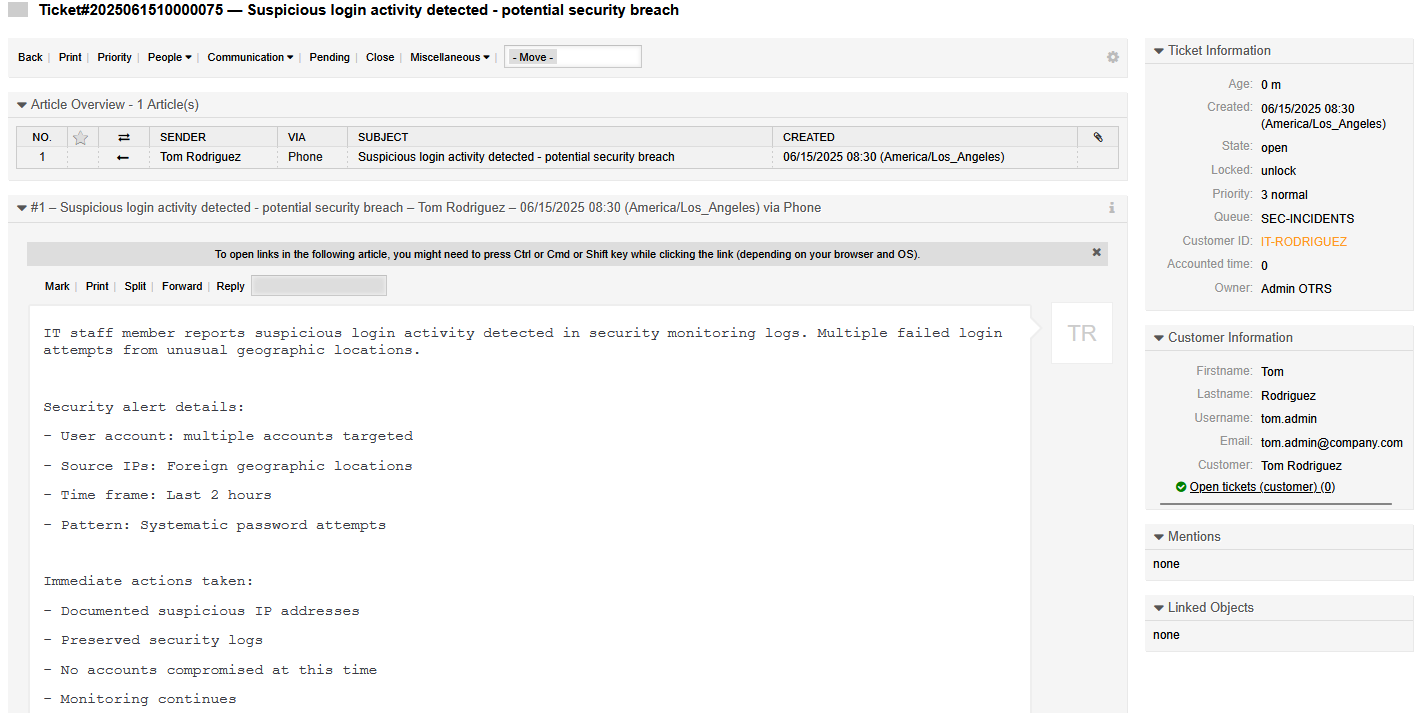 Ticket#2025061510000075 — Suspicious login activity detected - potential security breach
Back Print Priority People Communication Pending Close Miscellaneous - Move -
Article Overview - 1 Article(s)
NO. SENDER VIA SUBJECT CREATED
1 Tom Rodriguez Phone Suspicious login activity detected - potential security breach 06/15/2025 08:30 (America/Los_Angeles)
#1 – Suspicious login activity detected - potential security breach – Tom Rodriguez – 06/15/2025 08:30 (America/Los_Angeles) via Phone
To open links in the following article, you might need to press Ctrl or Cmd or Shift key while clicking the link (depending on your browser and OS).
Mark Print Split Forward Reply
TR
IT staff member reports suspicious login activity detected in security monitoring logs. Multiple failed login
attempts from unusual geographic locations.
Security alert details:
- User account: multiple accounts targeted
- Source IPs: Foreign geographic locations
- Time frame: Last 2 hours
- Pattern: Systematic password attempts
Immediate actions taken:
- Documented suspicious IP addresses
- Preserved security logs
- No accounts compromised at this time
- Monitoring continues
Ticket Information
Age: 0 m
Created: 06/15/2025 08:30
(America/Los_Angeles)
State: open
Locked: unlock
Priority: 3 normal
Queue: SEC-INCIDENTS
Customer ID: IT-RODRIGUEZ
Accounted time: 0
Owner: Admin OTRS
Customer Information
Firstname: Tom
Lastname: Rodriguez
Username: tom.admin
Email: tom.admin@company.com
Customer: Tom Rodriguez
Open tickets (customer) (0)
Mentions
none
Linked Objects
none